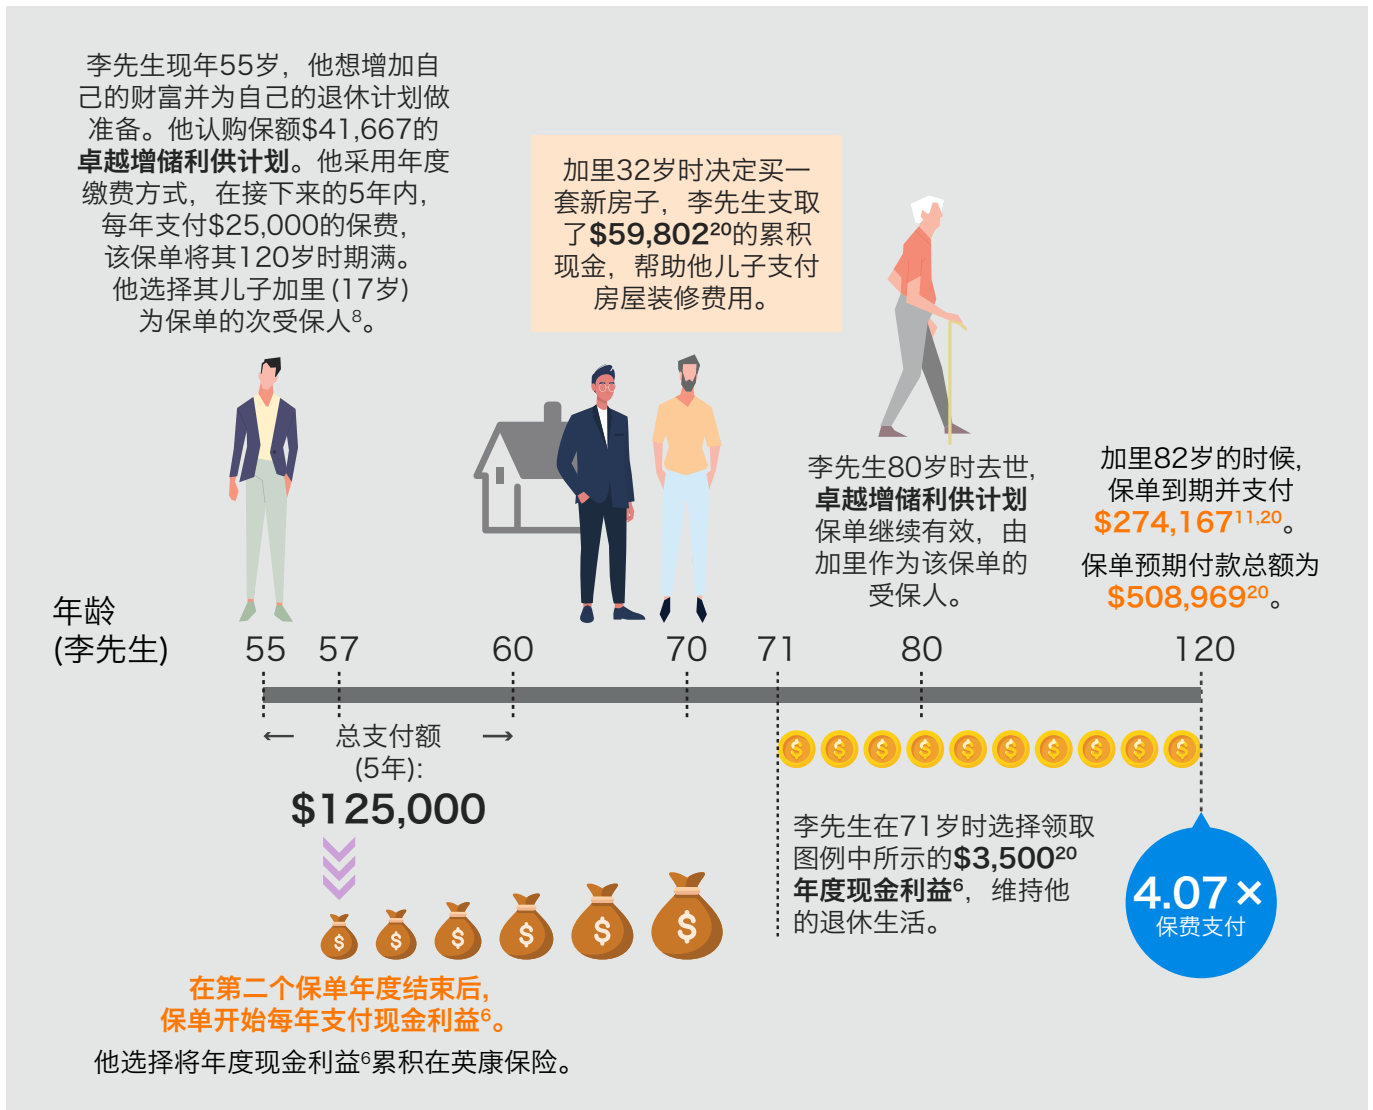 李先生现年55岁，他想增加自
己的财富并为自己的退休计划做
准备。他认购保额$41,667的
卓越增储利供计划。他采用年度
缴费方式，在接下来的5年内，
每年支付$25,000的保费，
该保单将其120岁时期满。
他选择其儿子加里 (17岁)
为保单的次受保人⁸。
加里32岁时决定买一
套新房子，李先生支取
了$59,802²⁰的累积
现金，帮助他儿子支付
房屋装修费用。
李先生80岁时去世,
卓越增储利供计划
保单继续有效，由
加里作为该保单的
受保人。
加里82岁的时候,
保单到期并支付
$274,167¹¹,²⁰。
保单预期付款总额为
$508,969²⁰。
年龄
(李先生)
55 57 60 70 71 80 120
总支付额
(5年):
$125,000
李先生在71岁时选择领取
图例中所示的$3,500²⁰
年度现金利益⁶，维持他
的退休生活。
4.07×
保费支付
在第二个保单年度结束后,
保单开始每年支付现金利益⁶。
他选择将年度现金利益⁶累积在英康保险。